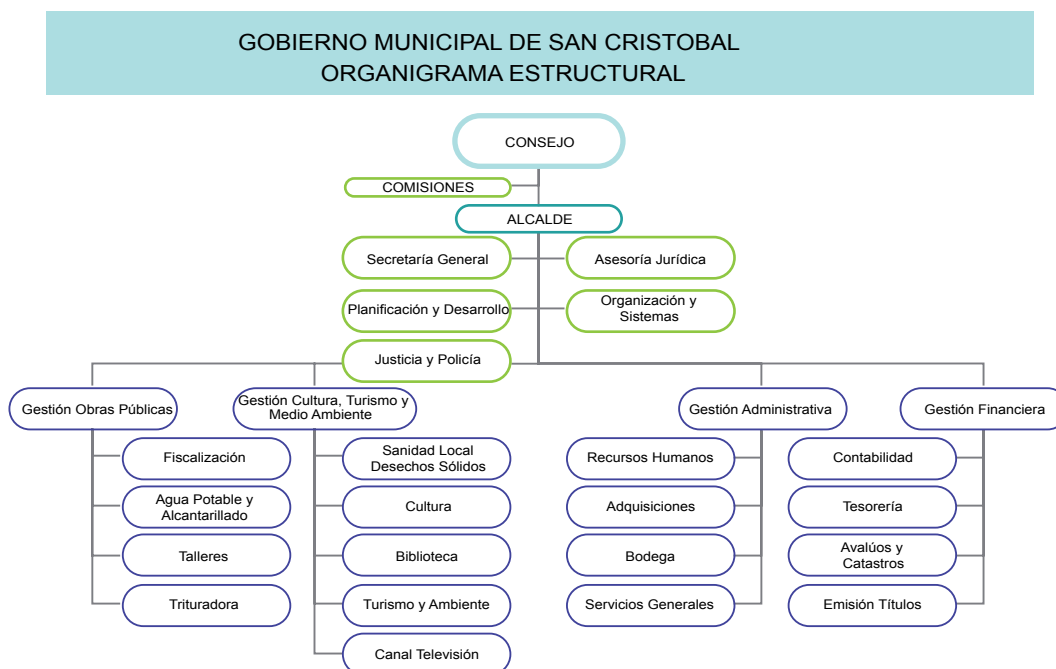 GOBIERNO MUNICIPAL DE SAN CRISTOBAL
ORGANIGRAMA ESTRUCTURAL
CONSEJO
COMISIONES
ALCALDE
Secretaría General
Asesoría Jurídica
Planificación y Desarrollo
Organización y
Sistemas
Justicia y Policía
Gestión Obras Públicas
Gestión Cultura, Turismo y
Medio Ambiente
Gestión Administrativa
Gestión Financiera
Fiscalización
Sanidad Local
Desechos Sólidos
Recursos Humanos
Contabilidad
Agua Potable y
Alcantarillado
Cultura
Adquisiciones
Tesorería
Talleres
Biblioteca
Bodega
Avalúos y
Catastros
Trituradora
Turismo y Ambiente
Servicios Generales
Emisión Títulos
Canal Televisión